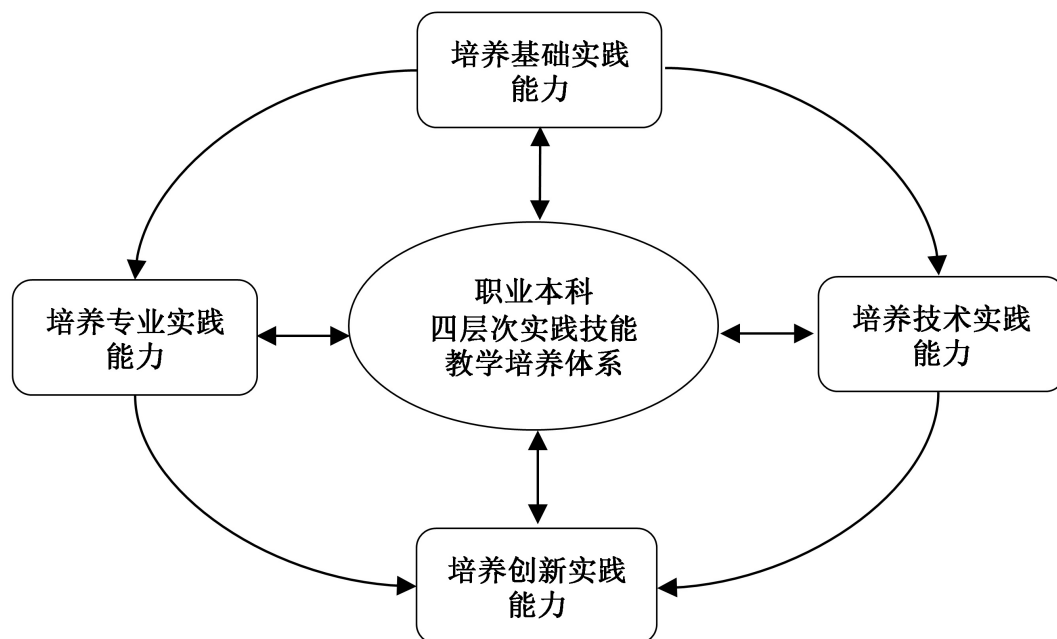 培养基础实践
能力
培养专业实践
能力
职业本科
四层次实践技能
教学培养体系
培养技术实践
能力
培养创新实践
能力